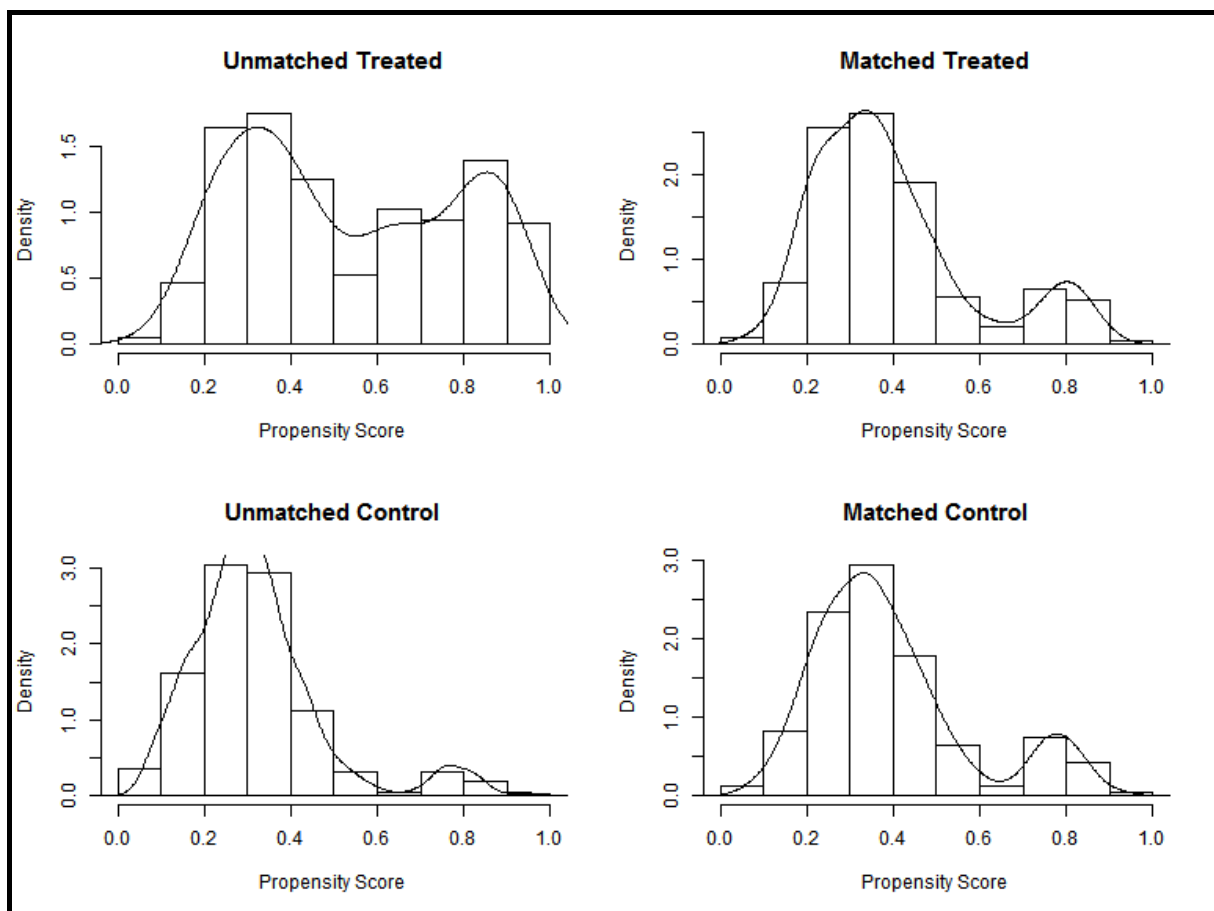 Unmatched Treated
Density
0.0 0.5 1.0 1.5
0.0 0.2 0.4 0.6 0.8 1.0
Propensity Score
Matched Treated
Density
0.0 1.0 2.0
0.0 0.2 0.4 0.6 0.8 1.0
Propensity Score
Unmatched Control
Density
0.0 1.0 2.0 3.0
0.0 0.2 0.4 0.6 0.8 1.0
Propensity Score
Matched Control
Density
0.0 1.0 2.0 3.0
0.0 0.2 0.4 0.6 0.8 1.0
Propensity Score